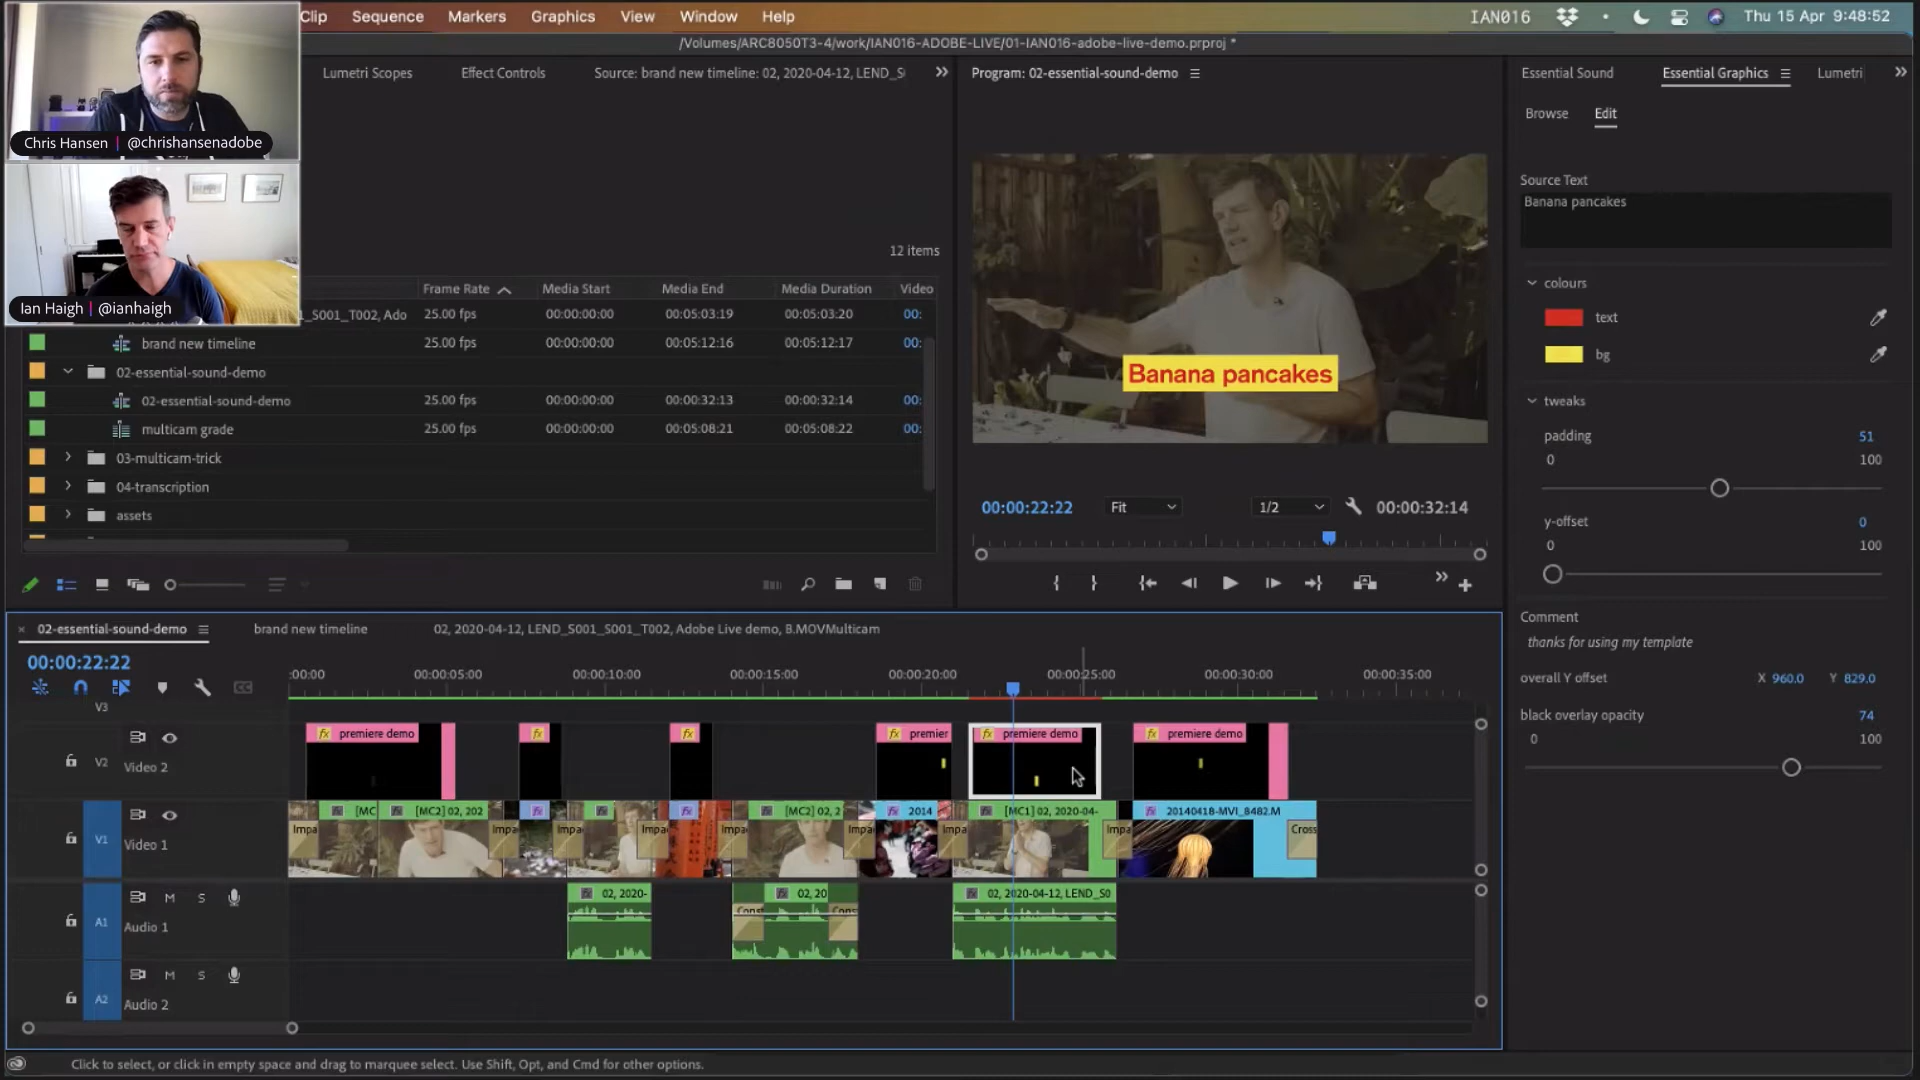 Clip Sequence Markers Graphics View Window Help
IAN016 Thu 15 Apr 9:48:52
/Volumes/ARC8050T3-4/work/IAN016-ADOBE-LIVE/01-IAN016-adobe-live-demo.prproj *
Chris Hansen | @chrishansenadobe
Ian Haigh | @ianhaigh
Lumetri Scopes Effect Controls Source: brand new timeline: 02, 2020-04-12, LEND_S
12 items
Frame Rate Media Start Media End Media Duration Video
_S001_T002, Ado 25.00 fps 00:00:00:00 00:05:03:19 00:05:03:20 00:
brand new timeline 25.00 fps 00:00:00:00 00:05:12:16 00:05:12:17 00:
02-essential-sound-demo
02-essential-sound-demo 25.00 fps 00:00:00:00 00:00:32:13 00:00:32:14 00:
multicam grade 25.00 fps 00:00:00:00 00:05:08:21 00:05:08:22 00:
03-multicam-trick
04-transcription
assets
Program: 02-essential-sound-demo
Banana pancakes
00:00:22:22 Fit 1/2 00:00:32:14
Essential Sound Essential Graphics Lumetri
Browse Edit
Source Text
Banana pancakes
colours
text
bg
tweaks
padding 51
0 100
y-offset 0
0 100
Comment
thanks for using my template
overall Y offset X 960.0 Y 829.0
black overlay opacity 74
0 100
× 02-essential-sound-demo brand new timeline 02, 2020-04-12, LEND_S001_S001_T002, Adobe Live demo, B.MOVMulticam
00:00:22:22
:00:00 00:00:05:00 00:00:10:00 00:00:15:00 00:00:20:00 00:00:25:00 00:00:30:00 00:00:35:00
V3
V2 Video 2
fx premiere demo fx fx fx premier fx premiere demo fx premiere demo
V1 Video 1
fx [MC fx [MC2] 02, 202 fx fx fx fx [MC2] 02, 2 fx 2014 fx [MC1] 02, 2020-04- fx 20140418-MVI_8482.M
Impa Impo Impa Impa Impa Impa Impa Cross
M S
A1 Audio 1
fx 02, 2020- fx 02, 20 fx 02, 2020-04-12, LEND_S0
Const Cons
M S
A2 Audio 2
Click to select, or click in empty space and drag to marquee select. Use Shift, Opt, and Cmd for other options.